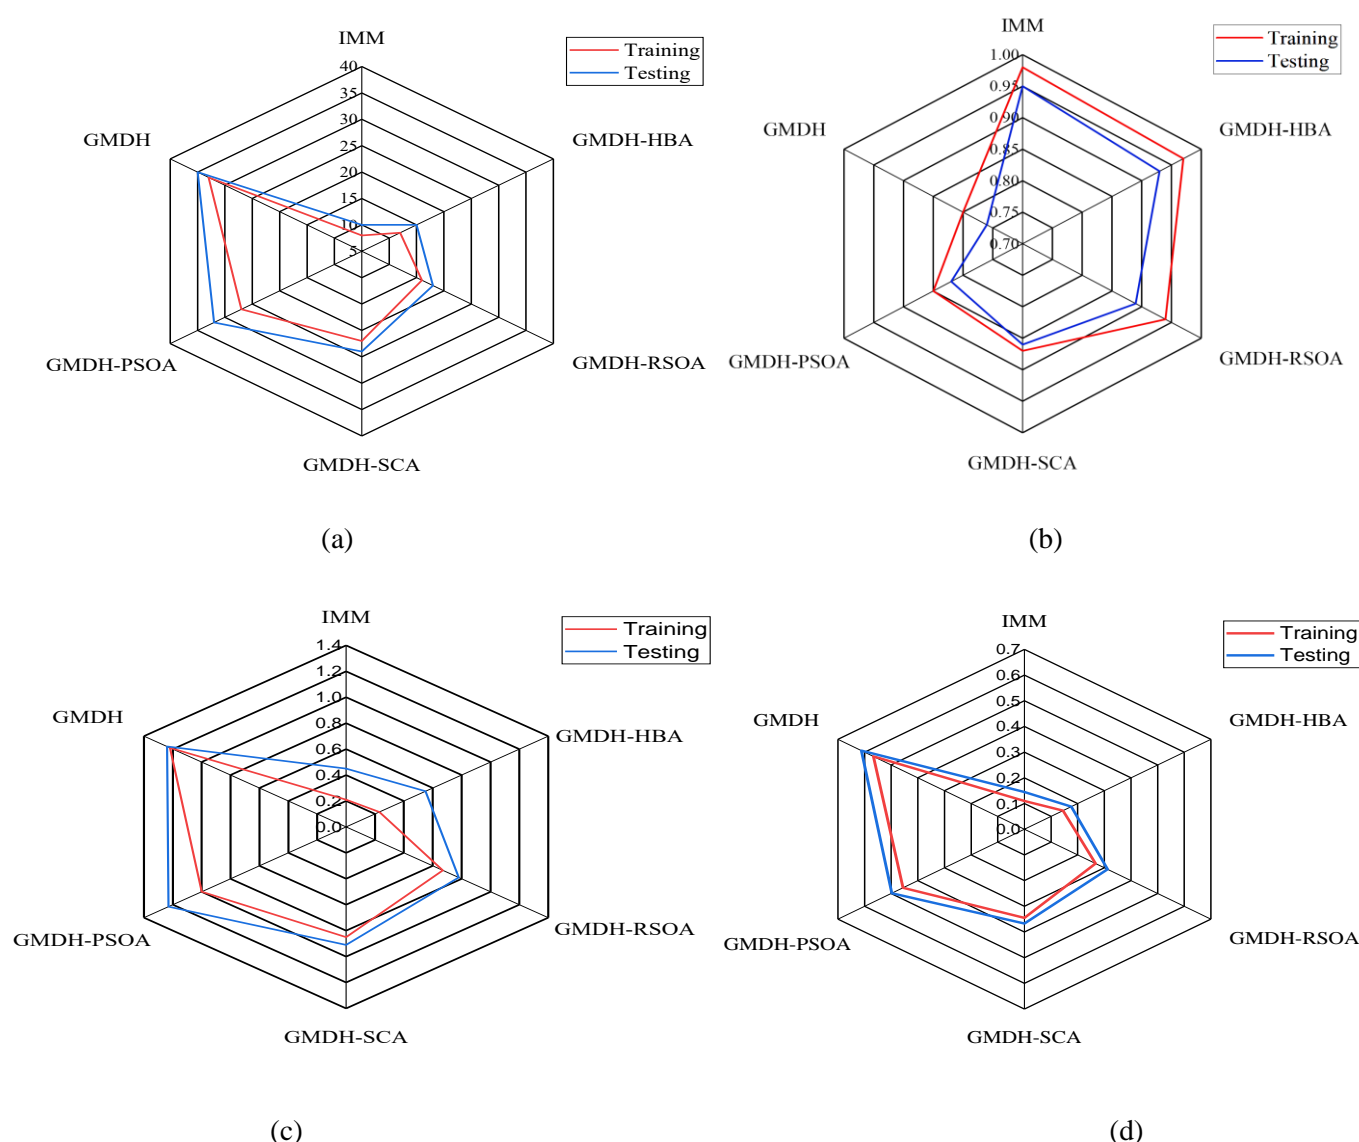 IMM
40
35
30
25
20
15
10
5
Training
Testing
GMDH
GMDH-HBA
GMDH-PSOA
GMDH-RSOA
GMDH-SCA
(a)
IMM
1.00
0.95
0.90
0.85
0.80
0.75
0.70
Training
Testing
GMDH
GMDH-HBA
GMDH-PSOA
GMDH-RSOA
GMDH-SCA
(b)
IMM
1.4
1.2
1.0
0.8
0.6
0.4
0.2
0.0
Training
Testing
GMDH
GMDH-HBA
GMDH-PSOA
GMDH-RSOA
GMDH-SCA
(c)
IMM
0.7
0.6
0.5
0.4
0.3
0.2
0.1
0.0
Training
Testing
GMDH
GMDH-HBA
GMDH-PSOA
GMDH-RSOA
GMDH-SCA
(d)